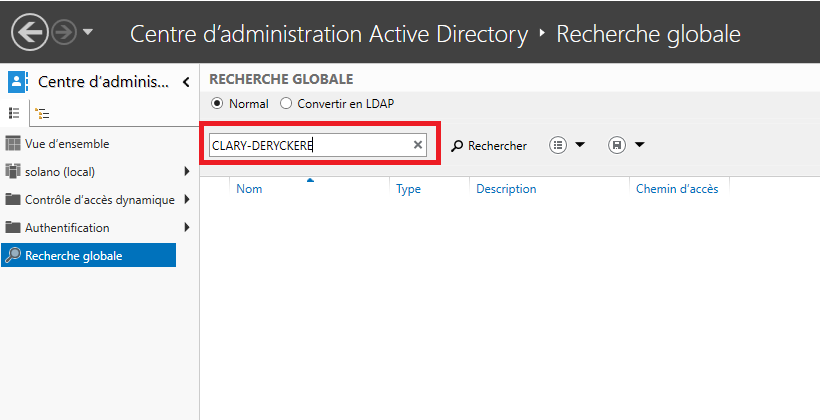 Centre d'administration Active Directory ‣ Recherche globale
Centre d'adminis...
RECHERCHE GLOBALE
Normal Convertir en LDAP
CLARY-DERYCKERE Rechercher
Vue d'ensemble
solano (local)
Contrôle d'accès dynamique
Authentification
Recherche globale
Nom Type Description Chemin d'accès